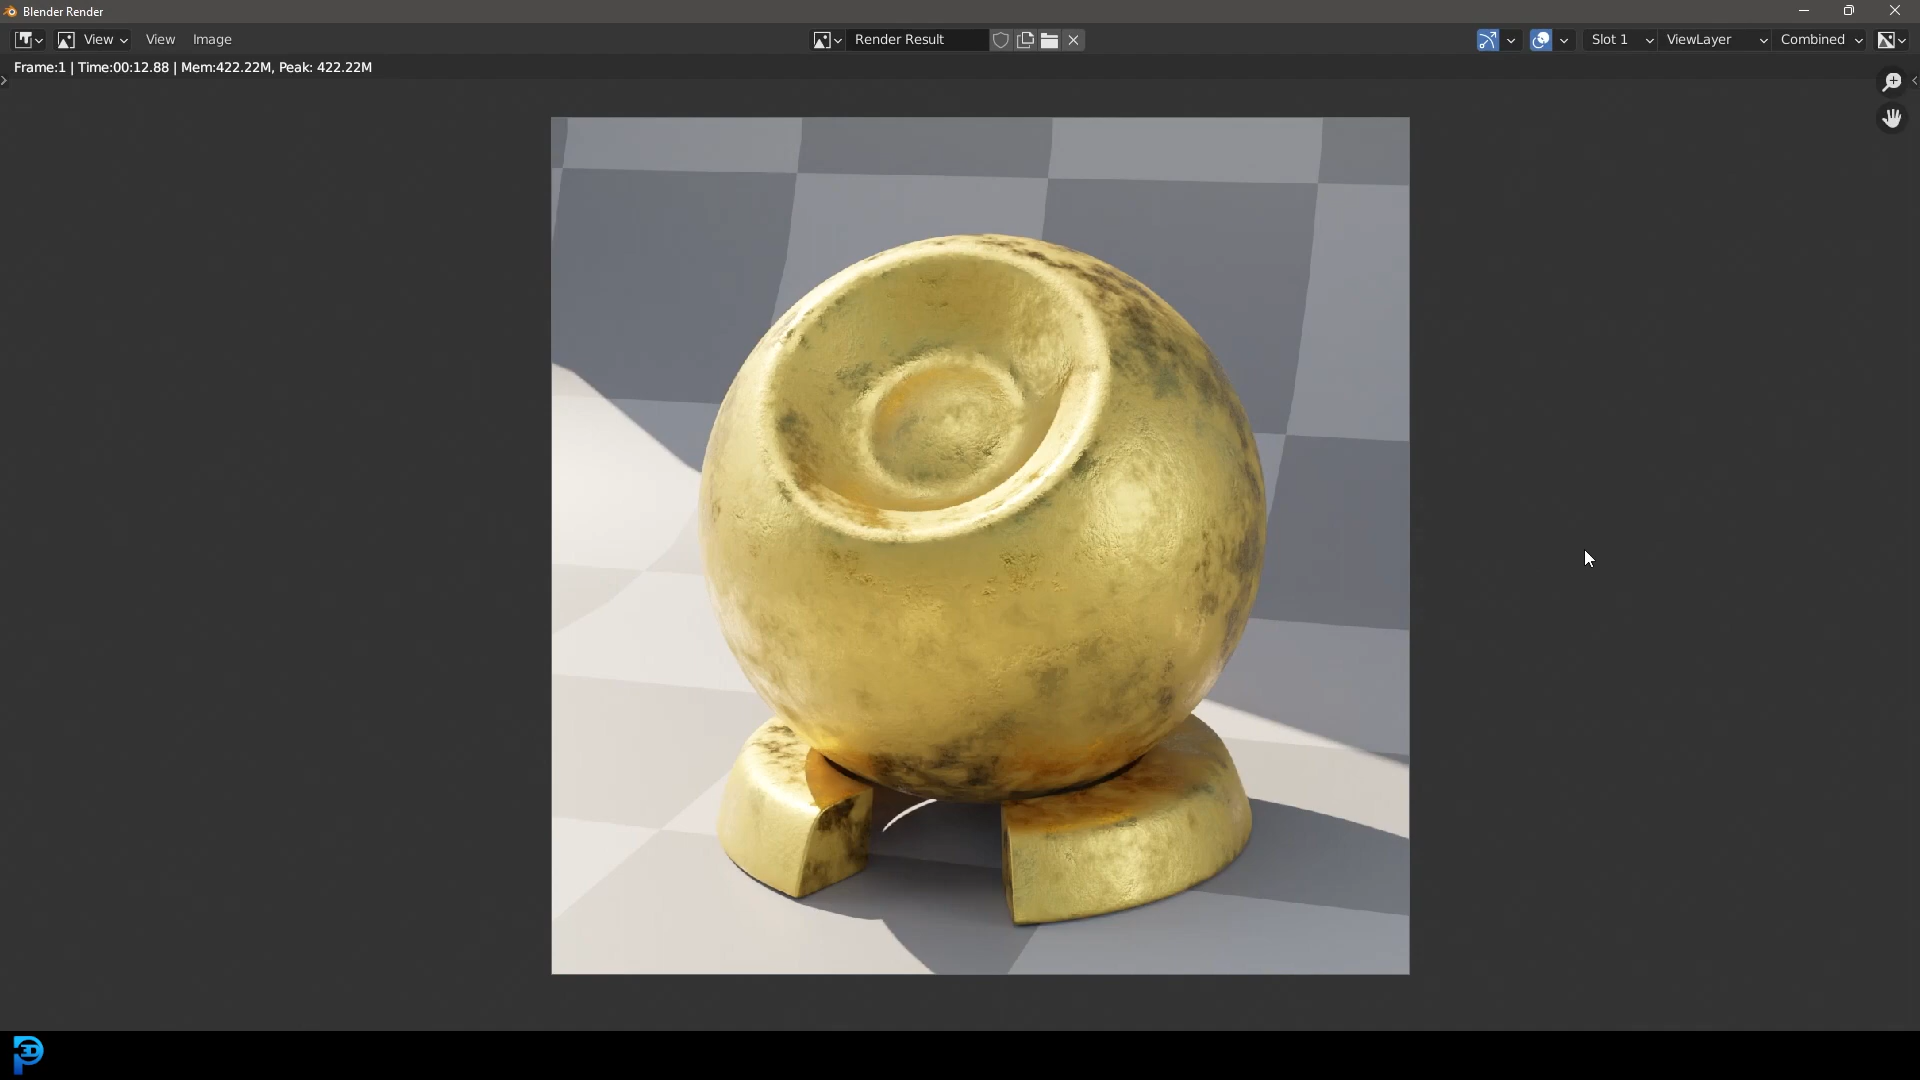 Blender Render
View View Image Render Result Slot 1 ViewLayer Combined
Frame:1 | Time:00:12.88 | Mem:422.22M, Peak: 422.22M
3D